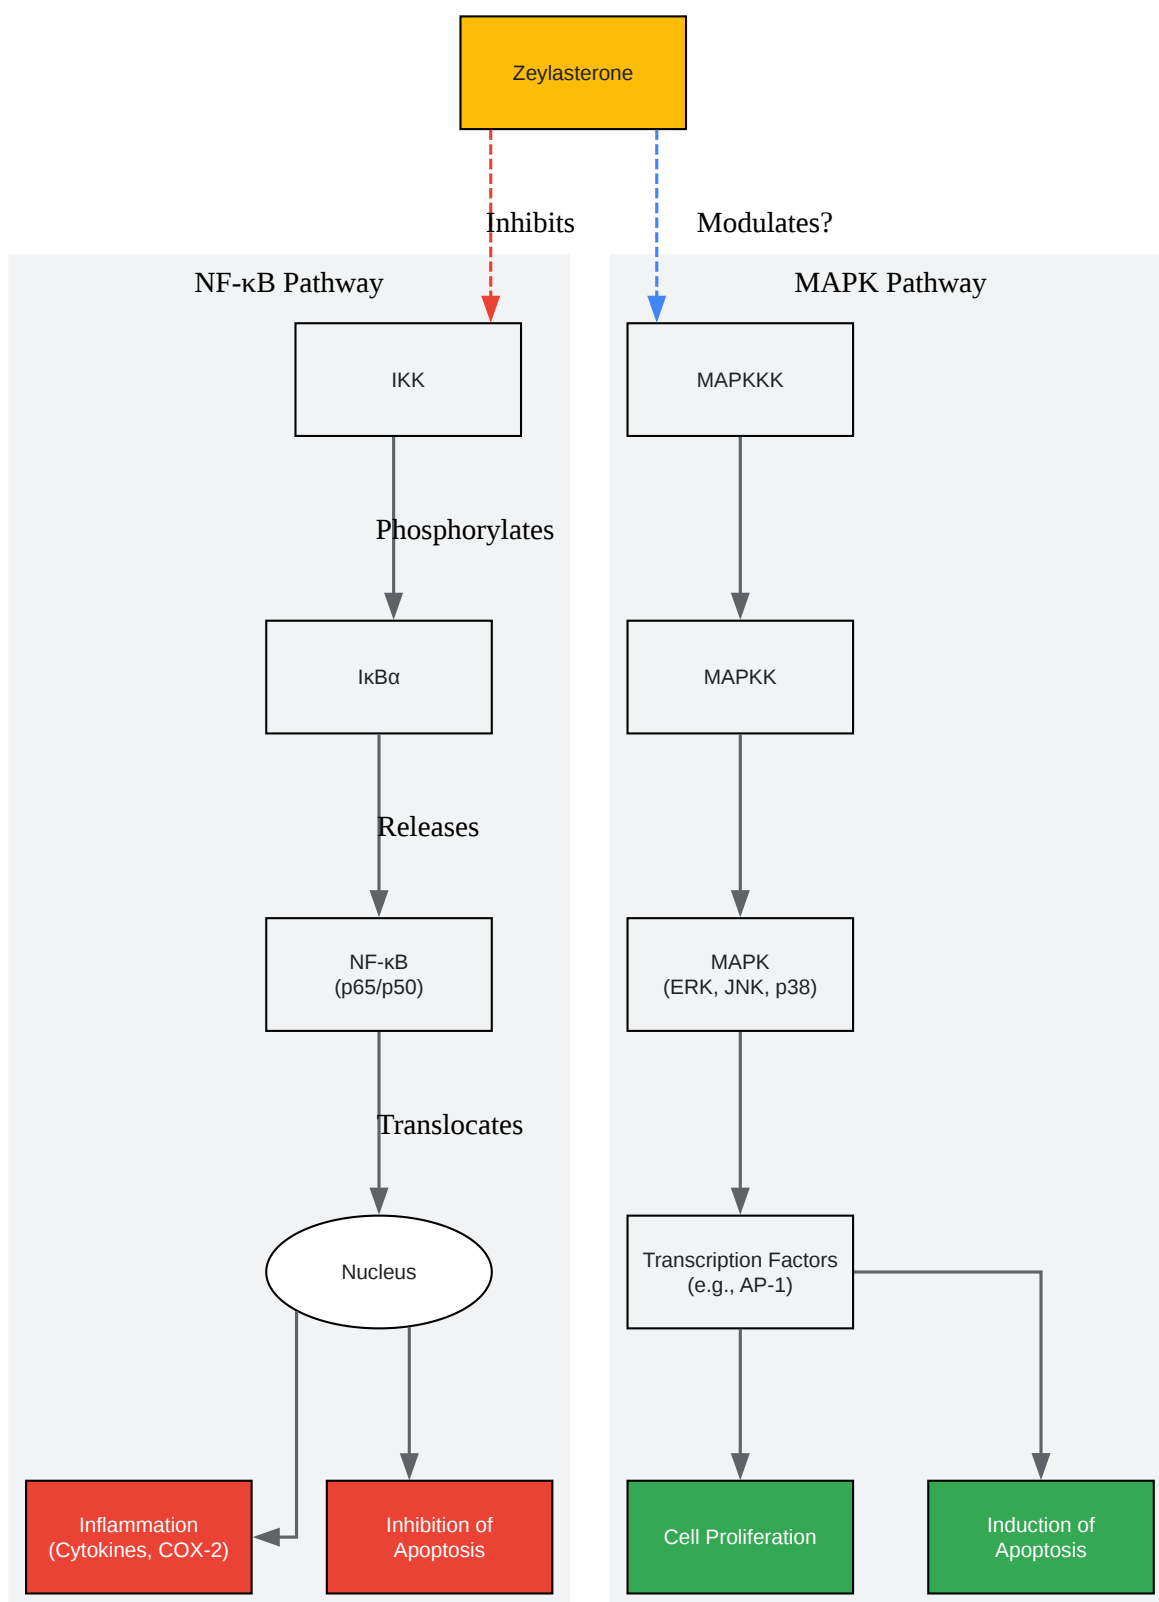 Zeylasterone
Inhibits
Modulates?
NF-κB Pathway
MAPK Pathway
IKK
MAPKKK
Phosphorylates
IκBα
MAPKK
Releases
NF-κB
(p65/p50)
MAPK
(ERK, JNK, p38)
Translocates
Nucleus
Transcription Factors
(e.g., AP-1)
Inflammation
(Cytokines, COX-2)
Inhibition of
Apoptosis
Cell Proliferation
Induction of
Apoptosis